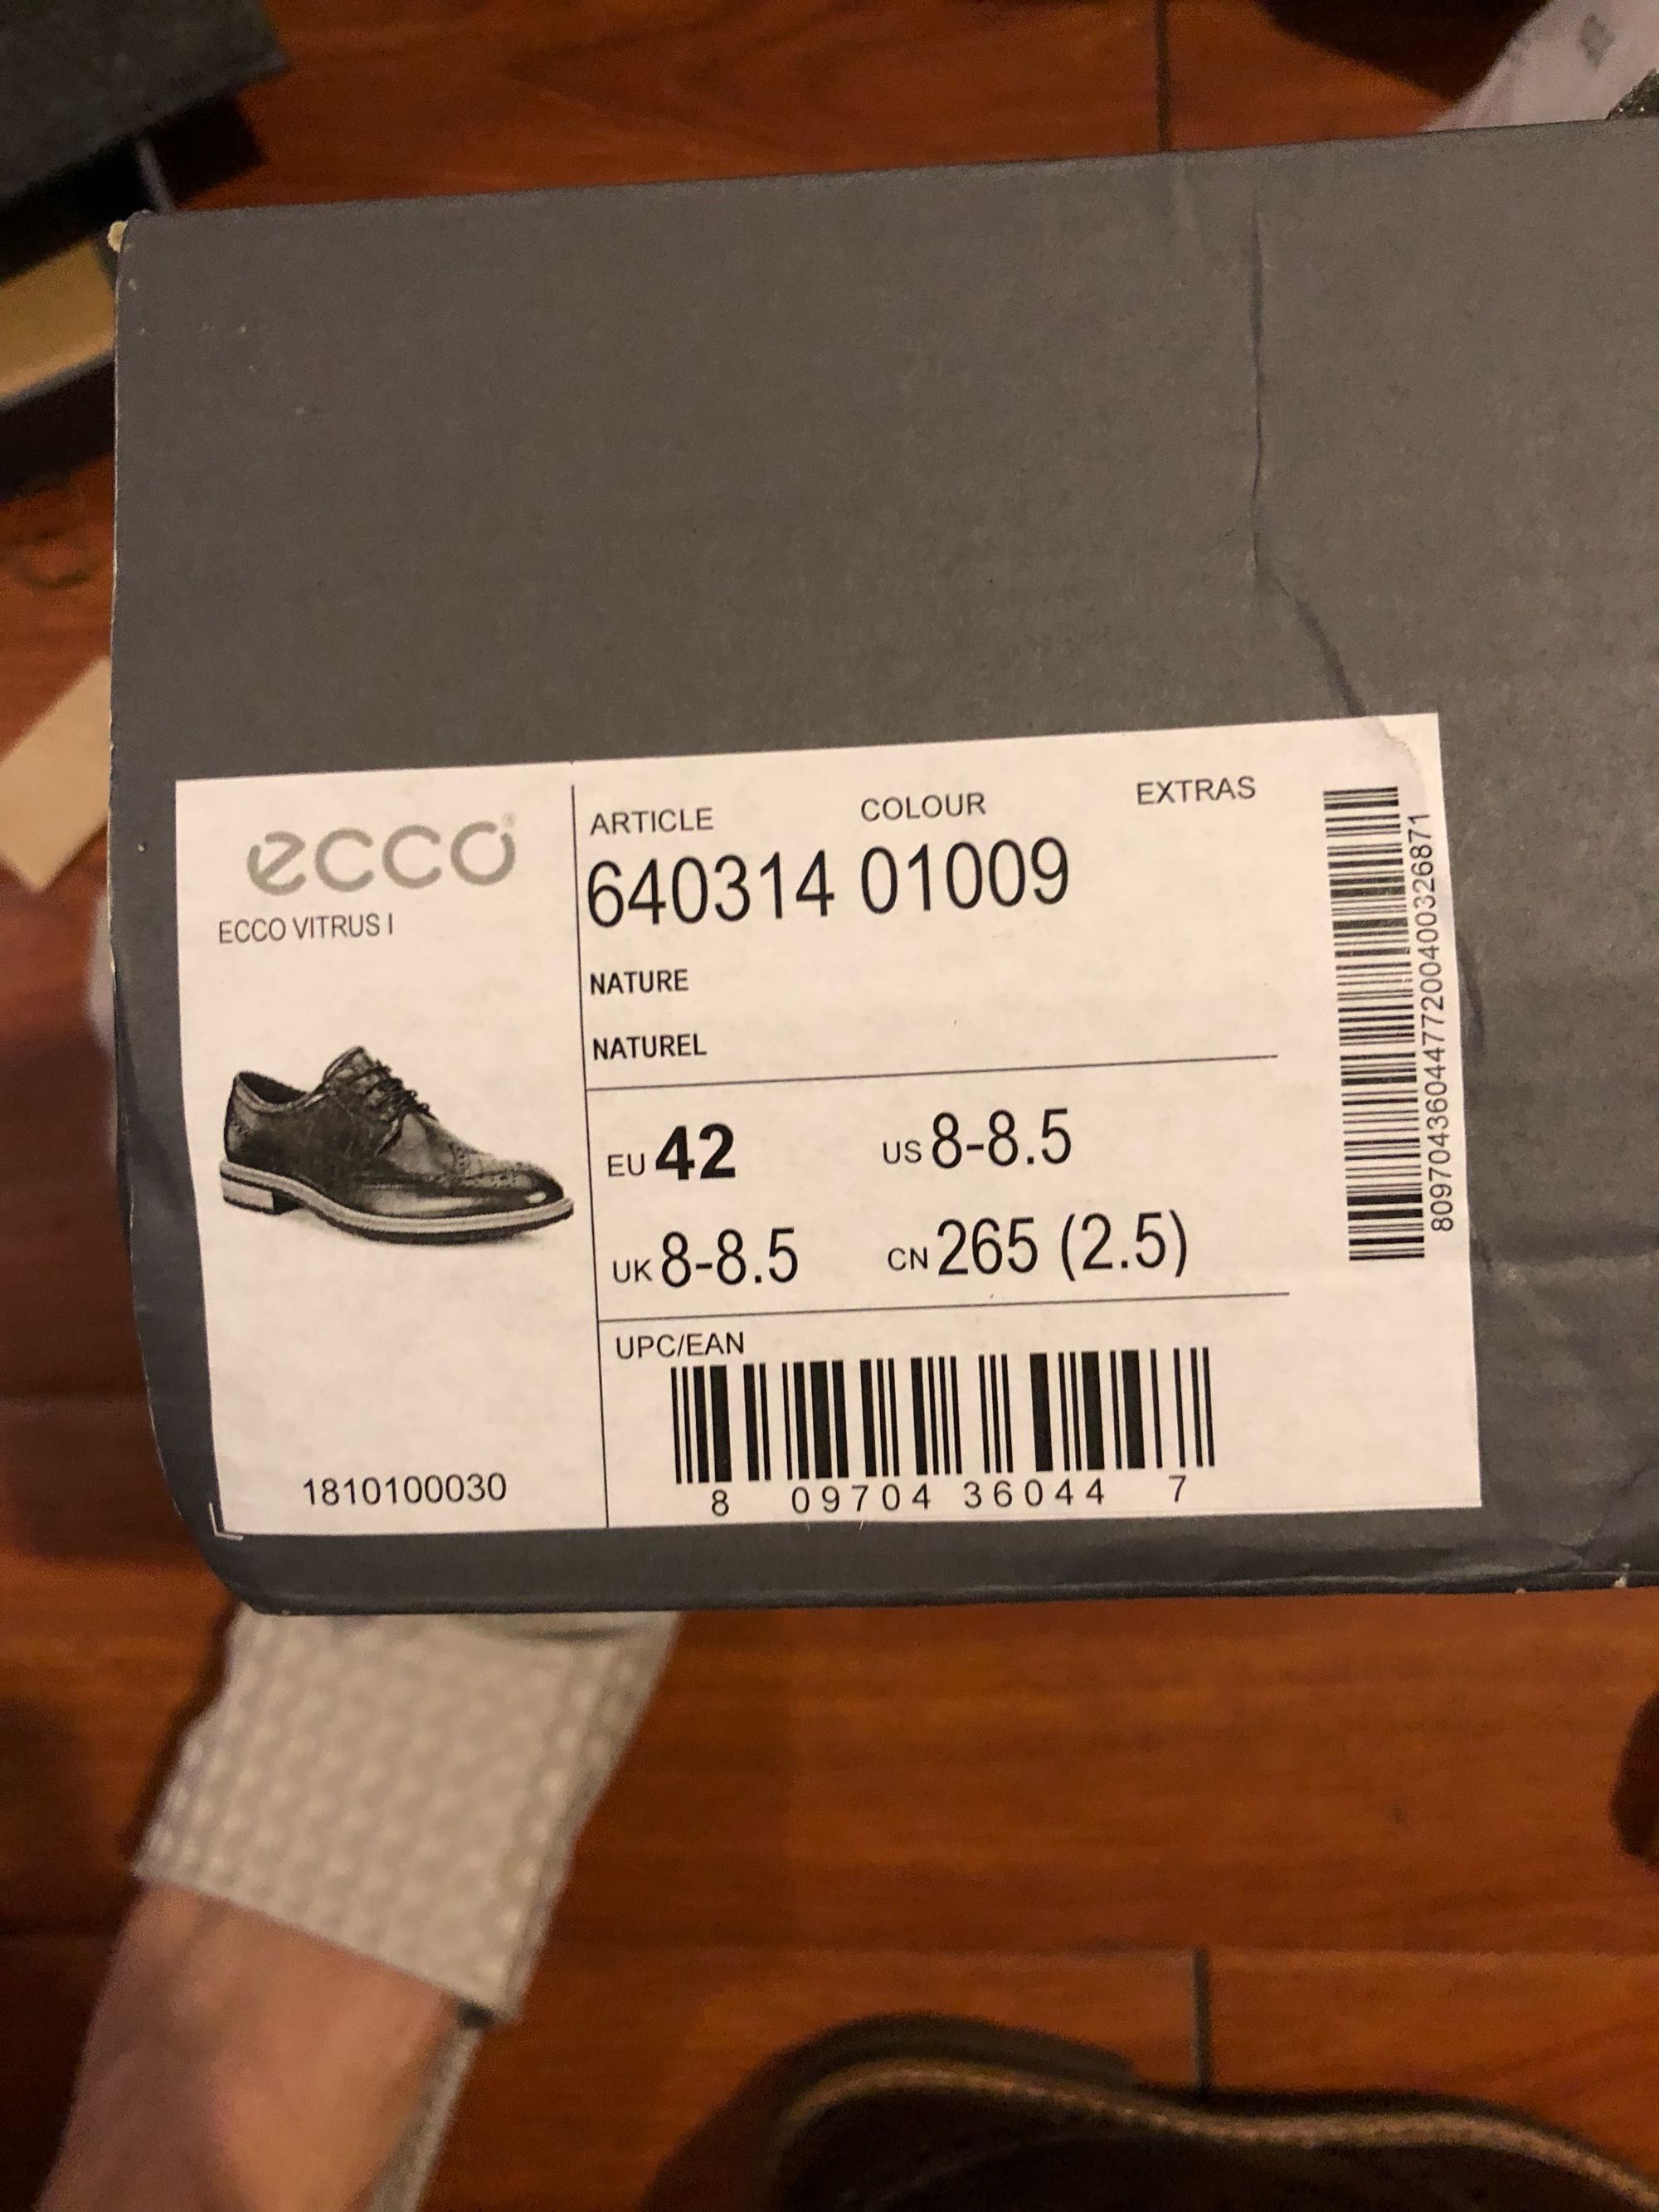 ecco®
ECCO VITRUS I
1810100030
ARTICLE COLOUR EXTRAS
640314 01009
NATURE
NATUREL
EU 42 US 8-8.5
UK 8-8.5 CN 265 (2.5)
UPC/EAN
8 09704 36044 7
8097043604477200400326871